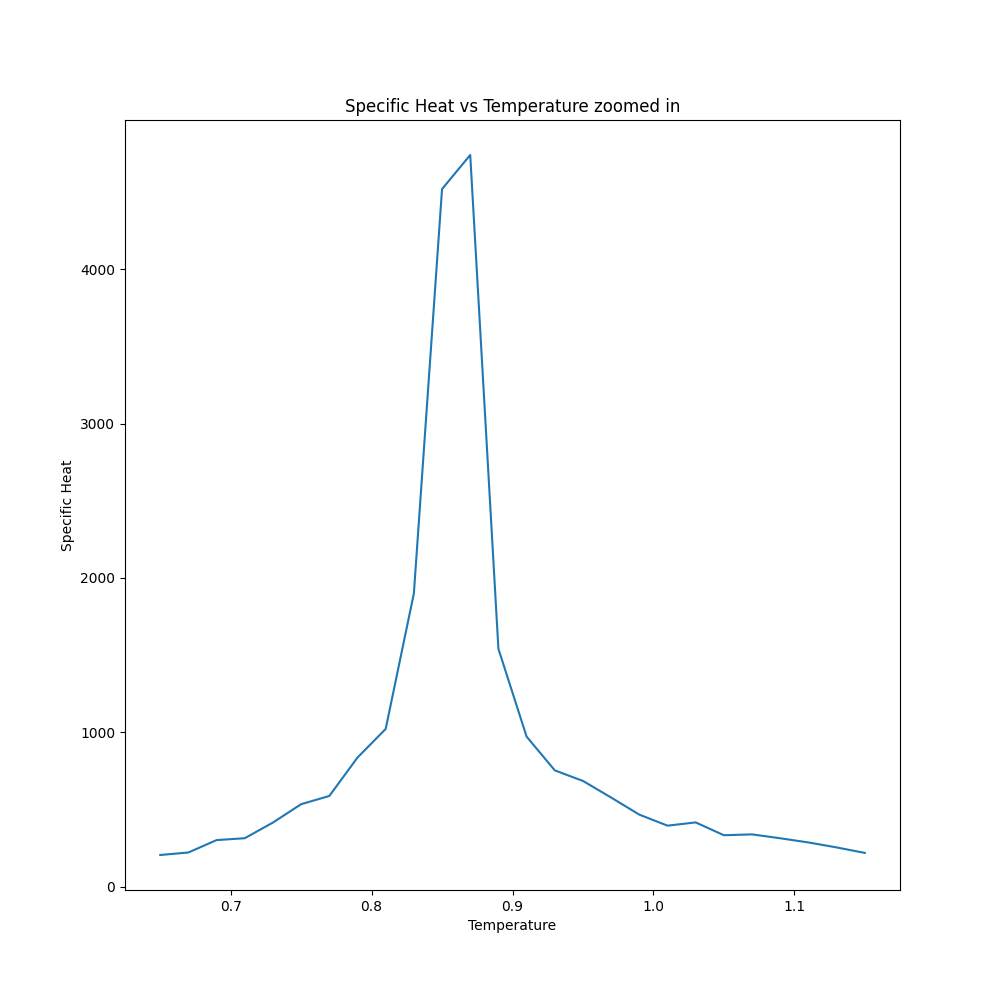 Specific Heat vs Temperature zoomed in
4000
3000
2000
1000
0
Specific Heat
0.7 0.8 0.9 1.0 1.1
Temperature